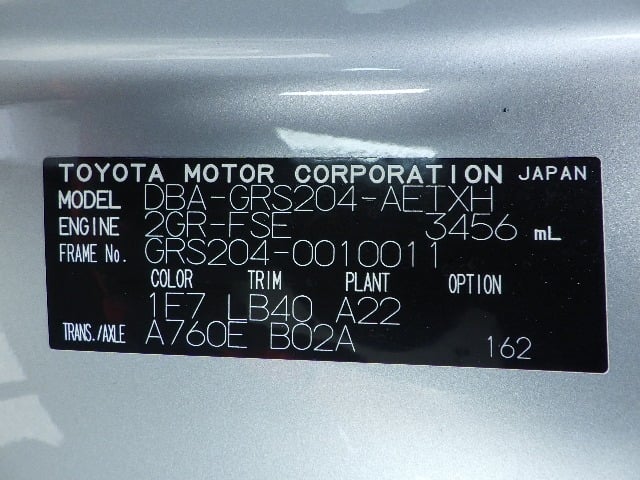 TOYOTA MOTOR CORPORATION JAPAN
MODEL DBA-GRS204-AETXH
ENGINE 2GR-FSE 3456 mL
FRAME No. GRS204-0010011
COLOR TRIM PLANT OPTION
1E7 LB40 A22
TRANS./AXLE A760E B02A 162